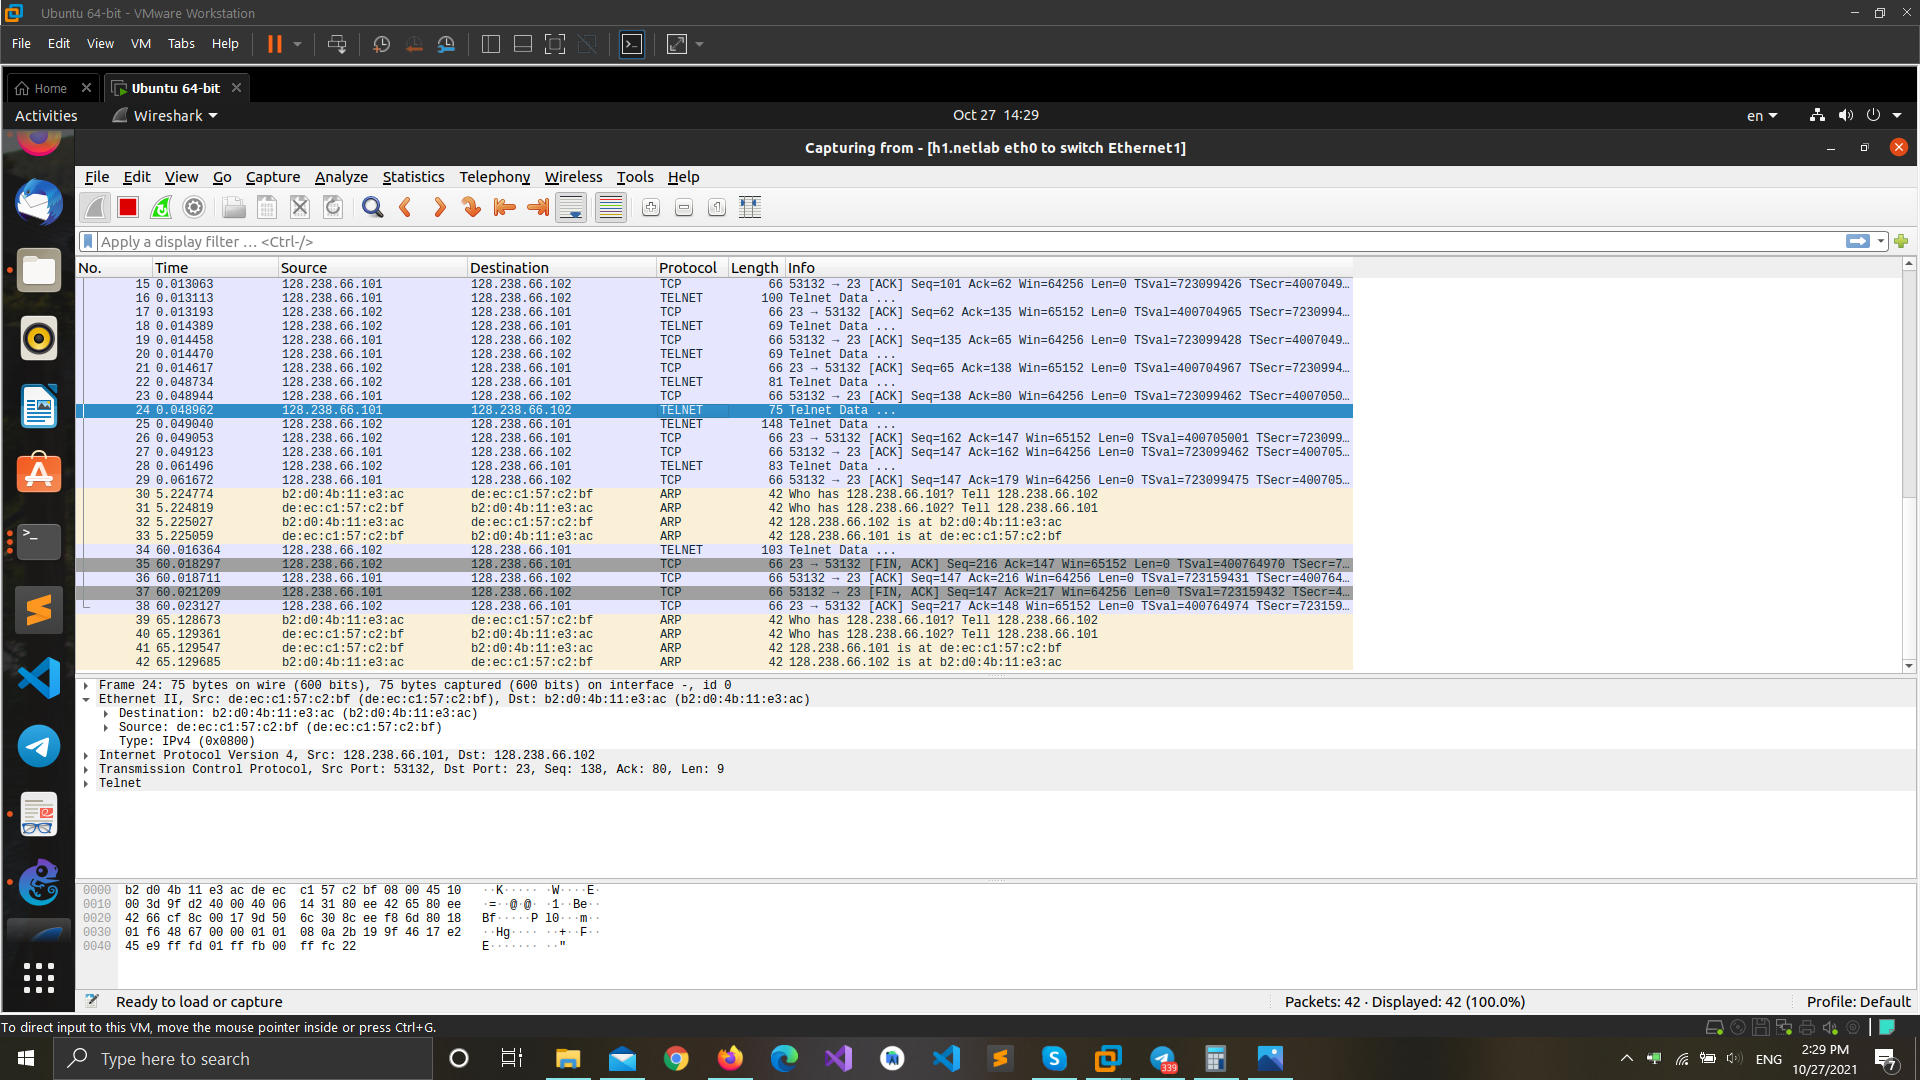 Ubuntu 64-bit - VMware Workstation
File Edit View VM Tabs Help
Home Ubuntu 64-bit
Activities Wireshark Oct 27 14:29 en
Capturing from - [h1.netlab eth0 to switch Ethernet1]
File Edit View Go Capture Analyze Statistics Telephony Wireless Tools Help
Apply a display filter … <Ctrl-/>
No. Time Source Destination Protocol Length Info
15 0.013063 128.238.66.101 128.238.66.102 TCP 66 53132 → 23 [ACK] Seq=101 Ack=62 Win=64256 Len=0 TSval=723099426 TSecr=4007049…
16 0.013113 128.238.66.101 128.238.66.102 TELNET 100 Telnet Data ...
17 0.013193 128.238.66.102 128.238.66.101 TCP 66 23 → 53132 [ACK] Seq=62 Ack=135 Win=65152 Len=0 TSval=400704965 TSecr=7230994…
18 0.014389 128.238.66.102 128.238.66.101 TELNET 69 Telnet Data ...
19 0.014458 128.238.66.101 128.238.66.102 TCP 66 53132 → 23 [ACK] Seq=135 Ack=65 Win=64256 Len=0 TSval=723099428 TSecr=4007049…
20 0.014470 128.238.66.101 128.238.66.102 TELNET 69 Telnet Data ...
21 0.014617 128.238.66.102 128.238.66.101 TCP 66 23 → 53132 [ACK] Seq=65 Ack=138 Win=65152 Len=0 TSval=400704967 TSecr=7230994…
22 0.048734 128.238.66.102 128.238.66.101 TELNET 81 Telnet Data ...
23 0.048944 128.238.66.101 128.238.66.102 TCP 66 53132 → 23 [ACK] Seq=138 Ack=80 Win=64256 Len=0 TSval=723099462 TSecr=4007050…
24 0.048962 128.238.66.101 128.238.66.102 TELNET 75 Telnet Data ...
25 0.049040 128.238.66.102 128.238.66.101 TELNET 148 Telnet Data ...
26 0.049053 128.238.66.102 128.238.66.101 TCP 66 23 → 53132 [ACK] Seq=162 Ack=147 Win=65152 Len=0 TSval=400705001 TSecr=723099…
27 0.049123 128.238.66.101 128.238.66.102 TCP 66 53132 → 23 [ACK] Seq=147 Ack=162 Win=64256 Len=0 TSval=723099462 TSecr=400705…
28 0.061496 128.238.66.102 128.238.66.101 TELNET 83 Telnet Data ...
29 0.061672 128.238.66.101 128.238.66.102 TCP 66 53132 → 23 [ACK] Seq=147 Ack=179 Win=64256 Len=0 TSval=723099475 TSecr=400705…
30 5.224774 b2:d0:4b:11:e3:ac de:ec:c1:57:c2:bf ARP 42 Who has 128.238.66.101? Tell 128.238.66.102
31 5.224819 de:ec:c1:57:c2:bf b2:d0:4b:11:e3:ac ARP 42 Who has 128.238.66.102? Tell 128.238.66.101
32 5.225027 b2:d0:4b:11:e3:ac de:ec:c1:57:c2:bf ARP 42 128.238.66.102 is at b2:d0:4b:11:e3:ac
33 5.225059 de:ec:c1:57:c2:bf b2:d0:4b:11:e3:ac ARP 42 128.238.66.101 is at de:ec:c1:57:c2:bf
34 60.016364 128.238.66.102 128.238.66.101 TELNET 103 Telnet Data ...
35 60.018297 128.238.66.102 128.238.66.101 TCP 66 23 → 53132 [FIN, ACK] Seq=216 Ack=147 Win=65152 Len=0 TSval=400764970 TSecr=7…
36 60.018711 128.238.66.101 128.238.66.102 TCP 66 53132 → 23 [ACK] Seq=147 Ack=216 Win=64256 Len=0 TSval=723159431 TSecr=400764…
37 60.021209 128.238.66.101 128.238.66.102 TCP 66 53132 → 23 [FIN, ACK] Seq=147 Ack=217 Win=64256 Len=0 TSval=723159432 TSecr=4…
38 60.023127 128.238.66.102 128.238.66.101 TCP 66 23 → 53132 [ACK] Seq=217 Ack=148 Win=65152 Len=0 TSval=400764974 TSecr=723159…
39 65.128673 b2:d0:4b:11:e3:ac de:ec:c1:57:c2:bf ARP 42 Who has 128.238.66.101? Tell 128.238.66.102
40 65.129361 de:ec:c1:57:c2:bf b2:d0:4b:11:e3:ac ARP 42 Who has 128.238.66.102? Tell 128.238.66.101
41 65.129547 de:ec:c1:57:c2:bf b2:d0:4b:11:e3:ac ARP 42 128.238.66.101 is at de:ec:c1:57:c2:bf
42 65.129685 b2:d0:4b:11:e3:ac de:ec:c1:57:c2:bf ARP 42 128.238.66.102 is at b2:d0:4b:11:e3:ac
Frame 24: 75 bytes on wire (600 bits), 75 bytes captured (600 bits) on interface -, id 0
Ethernet II, Src: de:ec:c1:57:c2:bf (de:ec:c1:57:c2:bf), Dst: b2:d0:4b:11:e3:ac (b2:d0:4b:11:e3:ac)
Destination: b2:d0:4b:11:e3:ac (b2:d0:4b:11:e3:ac)
Source: de:ec:c1:57:c2:bf (de:ec:c1:57:c2:bf)
Type: IPv4 (0x0800)
Internet Protocol Version 4, Src: 128.238.66.101, Dst: 128.238.66.102
Transmission Control Protocol, Src Port: 53132, Dst Port: 23, Seq: 138, Ack: 80, Len: 9
Telnet
0000 b2 d0 4b 11 e3 ac de ec c1 57 c2 bf 08 00 45 10 ··K····· ·W····E·
0010 00 3d 9f d2 40 00 40 06 14 31 80 ee 42 65 80 ee ·=··@·@· ·1··Be··
0020 42 66 cf 8c 00 17 9d 50 6c 30 8c ee f6 6d 80 18 Bf·····P l0···m··
0030 01 f6 48 67 00 00 01 01 08 0a 2b 19 9f 46 17 e2 ··Hg···· ··+··F··
0040 45 e9 ff fd 01 ff fb 00 ff fc 22 E······· ··"
Ready to load or capture Packets: 42 · Displayed: 42 (100.0%) Profile: Default
To direct input to this VM, move the mouse pointer inside or press Ctrl+G.
Type here to search 339 ENG 2:29 PM
10/27/2021 7